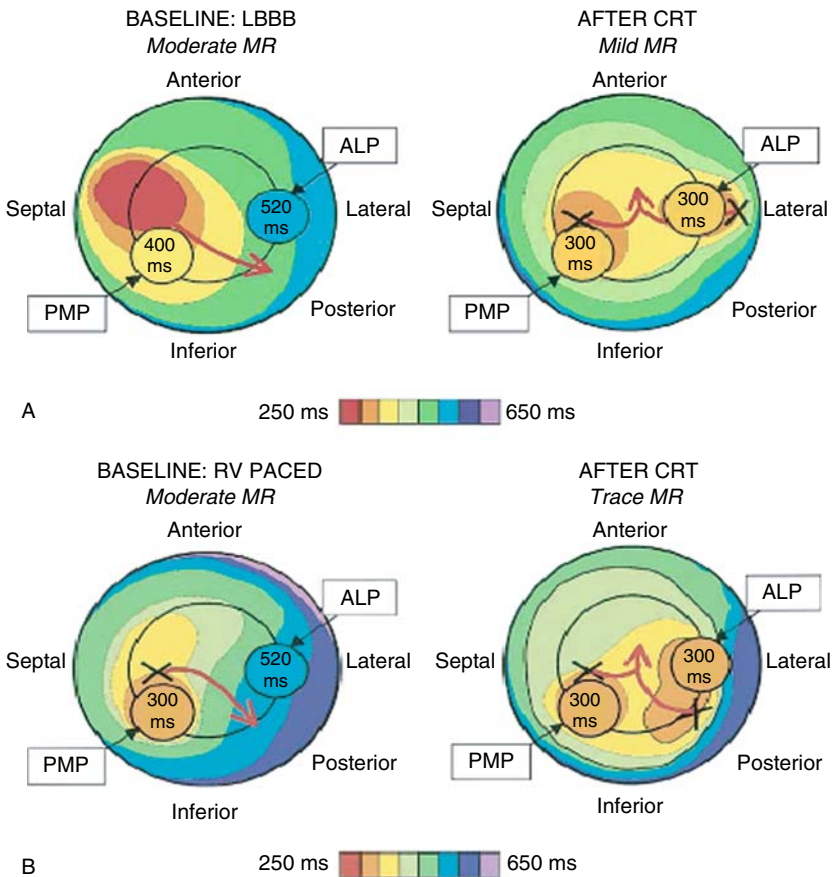 BASELINE: LBBB
Moderate MR
Anterior
ALP
520
ms
Septal
Lateral
400
ms
PMP
Posterior
Inferior
AFTER CRT
Mild MR
Anterior
ALP
300
ms
Septal
Lateral
300
ms
PMP
Posterior
Inferior
A
250 ms
650 ms
BASELINE: RV PACED
Moderate MR
Anterior
ALP
520
ms
Septal
Lateral
300
ms
PMP
Posterior
Inferior
AFTER CRT
Trace MR
Anterior
ALP
300
ms
Septal
Lateral
300
ms
PMP
Posterior
Inferior
B
250 ms
650 ms